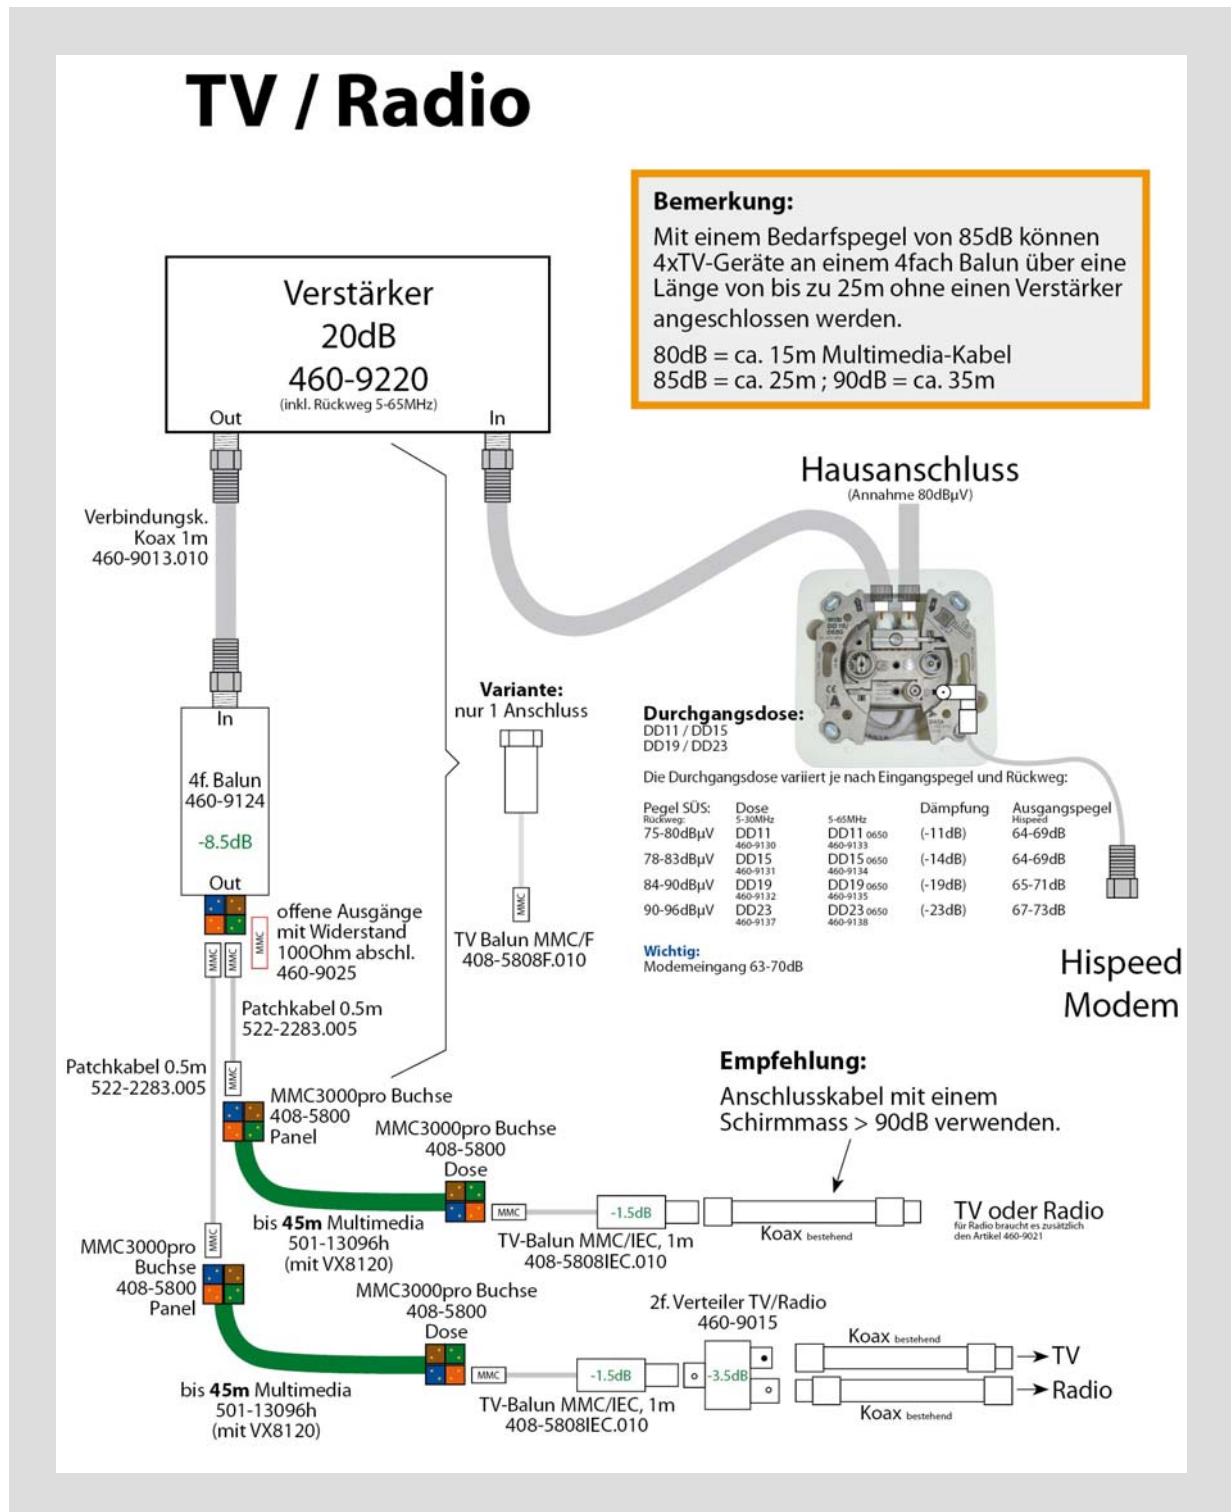 TV / Radio
Bemerkung:
Mit einem Bedarfspegel von 85dB können
4xTV-Geräte an einem 4fach Balun über eine
Länge von bis zu 25m ohne einen Verstärker
angeschlossen werden.
80dB = ca. 15m Multimedia-Kabel
85dB = ca. 25m ; 90dB = ca. 35m
Verstärker
20dB
460-9220
(inkl. Rückweg 5-65MHz)
Out
In
Verbindungsk.
Koax 1m
460-9013.010
Hausanschluss
(Annahme 80dBµV)
In
4f. Balun
460-9124
-8.5dB
Out
Variante:
nur 1 Anschluss
MMC
TV Balun MMC/F
408-5808F.010
Durchgangsdose:
DD11 / DD15
DD19 / DD23
Die Durchgangsdose variiert je nach Eingangspegel und Rückweg:
Pegel SÜS: Dose Dämpfung Ausgangspegel
Rückweg: 5-30MHz 5-65MHz Hispeed
75-80dBµV DD11 DD11 0650 (-11dB) 64-69dB
460-9130 460-9133
78-83dBµV DD15 DD15 0650 (-14dB) 64-69dB
460-9131 460-9134
84-90dBµV DD19 DD19 0650 (-19dB) 65-71dB
460-9132 460-9135
90-96dBµV DD23 DD23 0650 (-23dB) 67-73dB
460-9137 460-9138
Wichtig:
Modemeingang 63-70dB
Hispeed
Modem
MMC
offene Ausgänge
mit Widerstand
100Ohm abschl.
460-9025
MMC
MMC
Patchkabel 0.5m
522-2283.005
Patchkabel 0.5m
522-2283.005
MMC
MMC3000pro Buchse
408-5800
Panel
MMC3000pro Buchse
408-5800
Dose
Empfehlung:
Anschlusskabel mit einem
Schirmmass > 90dB verwenden.
MMC
-1.5dB
Koax bestehend
TV oder Radio
für Radio braucht es zusätzlich
den Artikel 460-9021
bis 45m Multimedia
501-13096h
(mit VX8120)
TV-Balun MMC/IEC, 1m
408-5808IEC.010
MMC
MMC3000pro
Buchse
408-5800
Panel
MMC3000pro Buchse
408-5800
Dose
2f. Verteiler TV/Radio
460-9015
MMC
-1.5dB
-3.5dB
Koax bestehend
TV
Radio
Koax bestehend
bis 45m Multimedia
501-13096h
(mit VX8120)
TV-Balun MMC/IEC, 1m
408-5808IEC.010